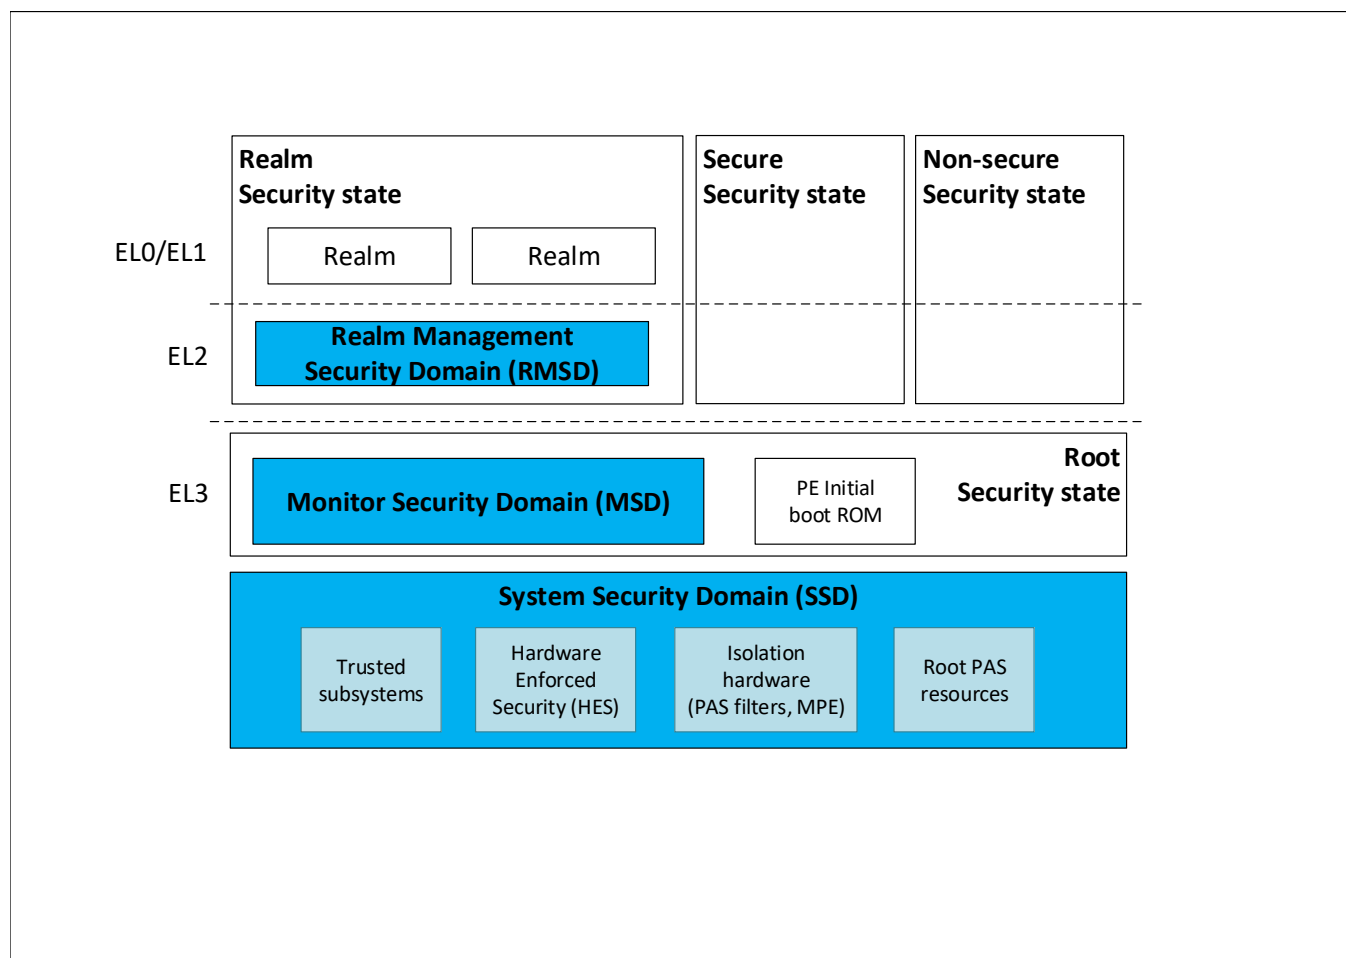 Realm
Security state
Secure
Security state
Non-secure
Security state
EL0/EL1
Realm
Realm
EL2
Realm Management
Security Domain (RMSD)
EL3
Monitor Security Domain (MSD)
PE Initial
boot ROM
Root
Security state
System Security Domain (SSD)
Trusted
subsystems
Hardware
Enforced
Security (HES)
Isolation
hardware
(PAS filters, MPE)
Root PAS
resources